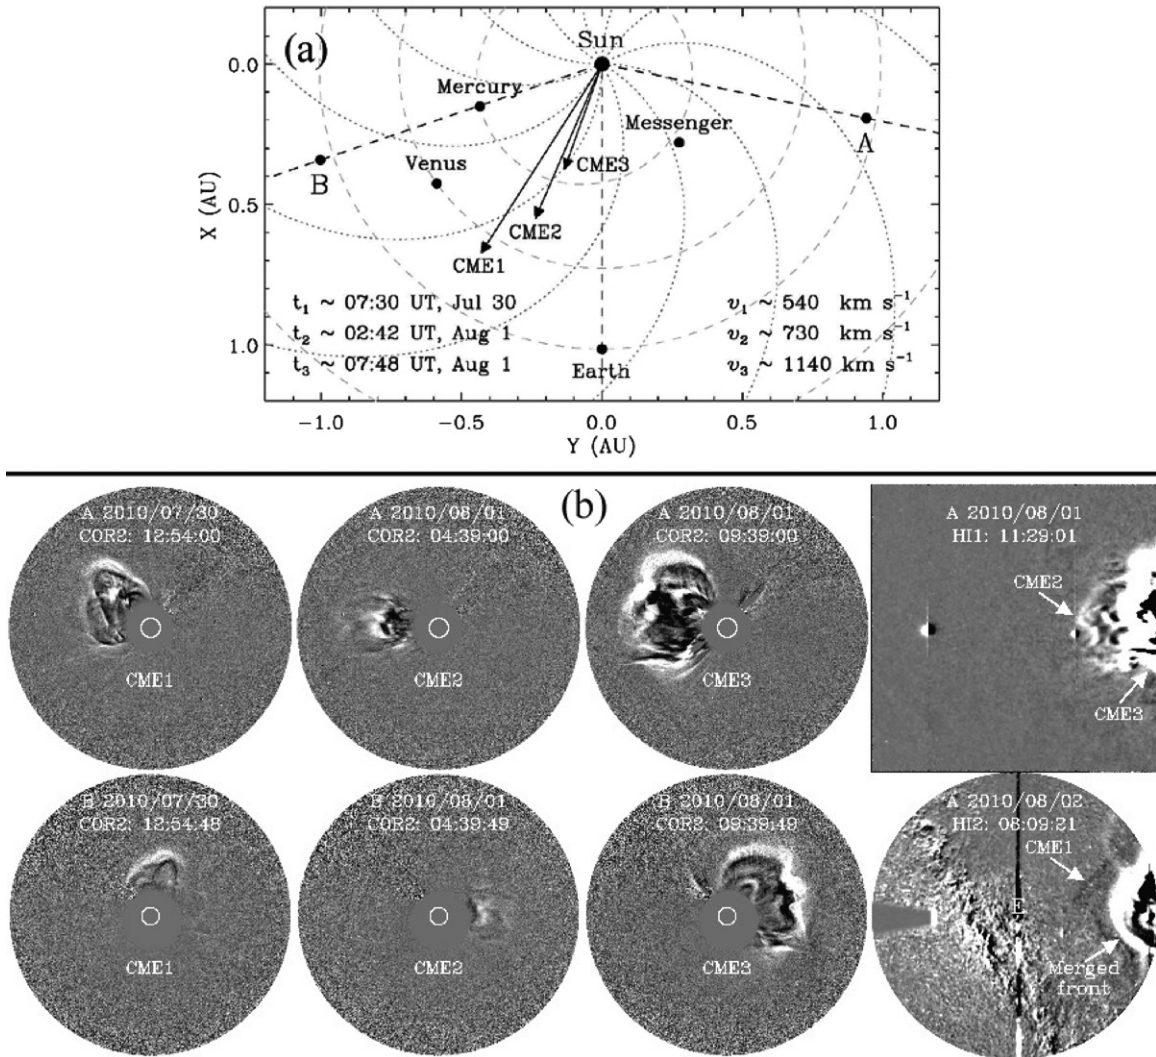 (a)
Sun
0.0
Mercury
Messenger
A
B
Venus
CME3
X (AU)
0.5
CME2
CME1
t₁ ~ 07:30 UT, Jul 30
v₁ ~ 540 km s⁻¹
t₂ ~ 02:42 UT, Aug 1
v₂ ~ 730 km s⁻¹
t₃ ~ 07:48 UT, Aug 1
v₃ ~ 1140 km s⁻¹
1.0
Earth
−1.0 −0.5 0.0 0.5 1.0
Y (AU)
(b)
A 2010/07/30
COR2: 12:54:00
CME1
A 2010/08/01
COR2: 04:39:00
CME2
A 2010/08/01
COR2: 09:39:00
CME3
A 2010/08/01
HI1: 11:29:01
CME2
CME3
B 2010/07/30
COR2: 12:54:48
CME1
B 2010/08/01
COR2: 04:39:49
CME2
B 2010/08/01
COR2: 09:39:49
CME3
A 2010/08/02
HI2: 08:09:21
CME1
E
Merged
front